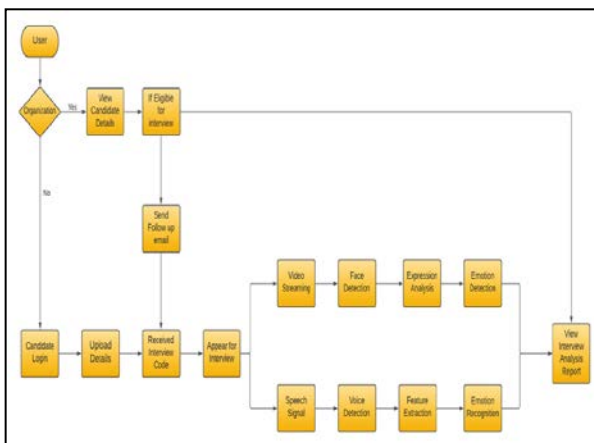 User
Organization
Yes
View
Candidate
Details
If Eligible
for
interview
No
Send
Follow up
email
Video
Streaming
Face
Detection
Expression
Analysis
Emotion
Detection
Candidate
Login
Upload
Details
Received
Interview
Code
Appear for
Interview
View
Interview
Analysis
Report
Speech
Signal
Voice
Detection
Feature
Extraction
Emotion
Recognition